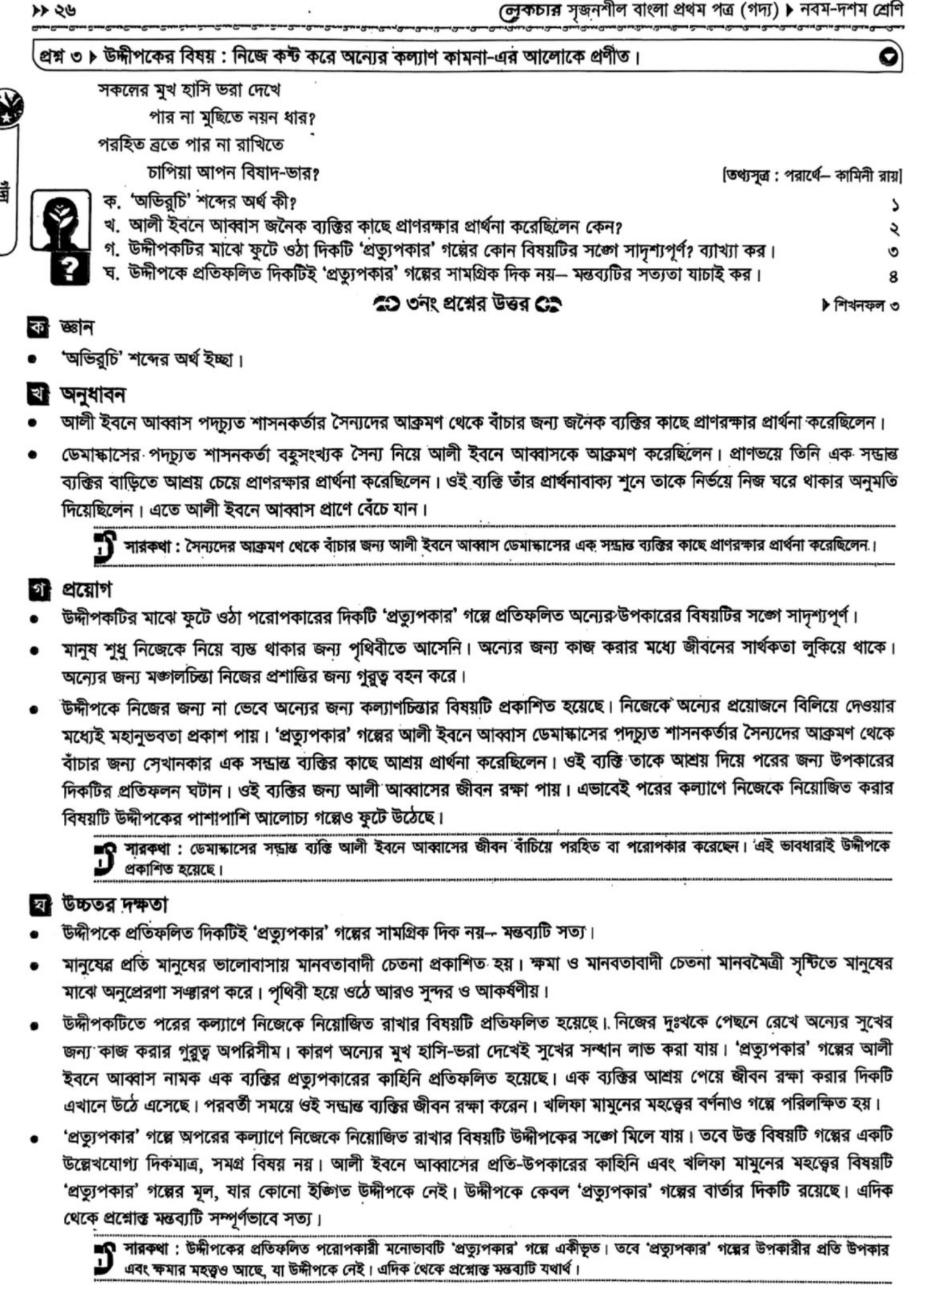 >> ২৬
লেকচার সৃজনশীল বাংলা প্রথম পত্র (গদ্য) ▶ নবম-দশম শ্রেণি
প্রশ্ন ৩ ▶ উদ্দীপকের বিষয় : নিজে কষ্ট করে অন্যের কল্যাণ কামনা-এর আলোকে প্রণীত।
সকলের মুখ হাসি ভরা দেখে
পার না মুছিতে নয়ন ধার?
পরহিত ব্রতে পার না রাখিতে
চাপিয়া আপন বিষাদ-ভার?
[তথ্যসূত্র : পরার্থে– কামিনী রায়]
ক. 'অভিরুচি' শব্দের অর্থ কী? ১
খ. আলী ইবনে আব্বাস জনৈক ব্যক্তির কাছে প্রাণরক্ষার প্রার্থনা করেছিলেন কেন? ২
গ. উদ্দীপকটির মাঝে ফুটে ওঠা দিকটি 'প্রত্যুপকার' গল্পের কোন বিষয়টির সঙ্গে সাদৃশ্যপূর্ণ? ব্যাখ্যা কর। ৩
ঘ. উদ্দীপকে প্রতিফলিত দিকটিই 'প্রত্যুপকার' গল্পের সামগ্রিক দিক নয়– মন্তব্যটির সত্যতা যাচাই কর। ৪
৩নং প্রশ্নের উত্তর
▶ শিখনফল ৩
ক জ্ঞান
• 'অভিরুচি' শব্দের অর্থ ইচ্ছা।
খ অনুধাবন
• আলী ইবনে আব্বাস পদচ্যুত শাসনকর্তার সৈন্যদের আক্রমণ থেকে বাঁচার জন্য জনৈক ব্যক্তির কাছে প্রাণরক্ষার প্রার্থনা করেছিলেন।
• ডেমাস্কাসের পদচ্যুত শাসনকর্তা বহুসংখ্যক সৈন্য নিয়ে আলী ইবনে আব্বাসকে আক্রমণ করেছিলেন। প্রাণভয়ে তিনি এক সম্ভ্রান্ত
ব্যক্তির বাড়িতে আশ্রয় চেয়ে প্রাণরক্ষার প্রার্থনা করেছিলেন। ওই ব্যক্তি তাঁর প্রার্থনাবাক্য শুনে তাকে নির্ভয়ে নিজ ঘরে থাকার অনুমতি
দিয়েছিলেন। এতে আলী ইবনে আব্বাস প্রাণে বেঁচে যান।
সারকথা : সৈন্যদের আক্রমণ থেকে বাঁচার জন্য আলী ইবনে আব্বাস ডেমাস্কাসের এক সম্ভ্রান্ত ব্যক্তির কাছে প্রাণরক্ষার প্রার্থনা করেছিলেন।
গ প্রয়োগ
• উদ্দীপকটির মাঝে ফুটে ওঠা পরোপকারের দিকটি 'প্রত্যুপকার' গল্পে প্রতিফলিত অন্যের উপকারের বিষয়টির সঙ্গে সাদৃশ্যপূর্ণ।
• মানুষ শুধু নিজেকে নিয়ে ব্যস্ত থাকার জন্য পৃথিবীতে আসেনি। অন্যের জন্য কাজ করার মধ্যে জীবনের সার্থকতা লুকিয়ে থাকে।
অন্যের জন্য মঙ্গলচিন্তা নিজের প্রশান্তির জন্য গুরুত্ব বহন করে।
• উদ্দীপকে নিজের জন্য না ভেবে অন্যের জন্য কল্যাণচিন্তার বিষয়টি প্রকাশিত হয়েছে। নিজেকে অন্যের প্রয়োজনে বিলিয়ে দেওয়ার
মধ্যেই মহানুভবতা প্রকাশ পায়। 'প্রত্যুপকার' গল্পের আলী ইবনে আব্বাস ডেমাস্কাসের পদচ্যুত শাসনকর্তার সৈন্যদের আক্রমণ থেকে
বাঁচার জন্য সেখানকার এক সম্ভ্রান্ত ব্যক্তির কাছে আশ্রয় প্রার্থনা করেছিলেন। ওই ব্যক্তি তাকে আশ্রয় দিয়ে পরের জন্য উপকারের
দিকটির প্রতিফলন ঘটান। ওই ব্যক্তির জন্য আলী আব্বাসের জীবন রক্ষা পায়। এভাবেই পরের কল্যাণে নিজেকে নিয়োজিত করার
বিষয়টি উদ্দীপকের পাশাপাশি আলোচ্য গল্পেও ফুটে উঠেছে।
সারকথা : ডেমাস্কাসের সম্ভ্রান্ত ব্যক্তি আলী ইবনে আব্বাসের জীবন বাঁচিয়ে পরহিত বা পরোপকার করেছেন। এই ভাবধারাই উদ্দীপকে
প্রকাশিত হয়েছে।
ঘ উচ্চতর দক্ষতা
• উদ্দীপকে প্রতিফলিত দিকটিই 'প্রত্যুপকার' গল্পের সামগ্রিক দিক নয়– মন্তব্যটি সত্য।
• মানুষের প্রতি মানুষের ভালোবাসায় মানবতাবাদী চেতনা প্রকাশিত হয়। ক্ষমা ও মানবতাবাদী চেতনা মানবমৈত্রী সৃষ্টিতে মানুষের
মাঝে অনুপ্রেরণা সঞ্চারণ করে। পৃথিবী হয়ে ওঠে আরও সুন্দর ও আকর্ষণীয়।
• উদ্দীপকটিতে পরের কল্যাণে নিজেকে নিয়োজিত রাখার বিষয়টি প্রতিফলিত হয়েছে। নিজের দুঃখকে পেছনে রেখে অন্যের সুখের
জন্য কাজ করার গুরুত্ব অপরিসীম। কারণ অন্যের মুখ হাসি-ভরা দেখেই সুখের সন্ধান লাভ করা যায়। 'প্রত্যুপকার' গল্পের আলী
ইবনে আব্বাস নামক এক ব্যক্তির প্রত্যুপকারের কাহিনি প্রতিফলিত হয়েছে। এক ব্যক্তির আশ্রয় পেয়ে জীবন রক্ষা করার দিকটি
এখানে উঠে এসেছে। পরবর্তী সময়ে ওই সম্ভ্রান্ত ব্যক্তির জীবন রক্ষা করেন। খলিফা মামুনের মহত্ত্বের বর্ণনাও গল্পে পরিলক্ষিত হয়।
• 'প্রত্যুপকার' গল্পে অপরের কল্যাণে নিজেকে নিয়োজিত রাখার বিষয়টি উদ্দীপকের সঙ্গে মিলে যায়। তবে উক্ত বিষয়টি গল্পের একটি
উল্লেখযোগ্য দিকমাত্র, সমগ্র বিষয় নয়। আলী ইবনে আব্বাসের প্রতি-উপকারের কাহিনি এবং খলিফা মামুনের মহত্ত্বের বিষয়টি
'প্রত্যুপকার' গল্পের মূল, যার কোনো ইঙ্গিত উদ্দীপকে নেই। উদ্দীপকে কেবল 'প্রত্যুপকার' গল্পের বার্তার দিকটি রয়েছে। এদিক
থেকে প্রশ্নোক্ত মন্তব্যটি সম্পূর্ণভাবে সত্য।
সারকথা : উদ্দীপকের প্রতিফলিত পরোপকারী মনোভাবটি 'প্রত্যুপকার' গল্পে একীভূত। তবে 'প্রত্যুপকার' গল্পের উপকারীর প্রতি উপকার
এবং ক্ষমার মহত্ত্বও আছে, যা উদ্দীপকে নেই। এদিক থেকে প্রশ্নোক্ত মন্তব্যটি যথার্থ।